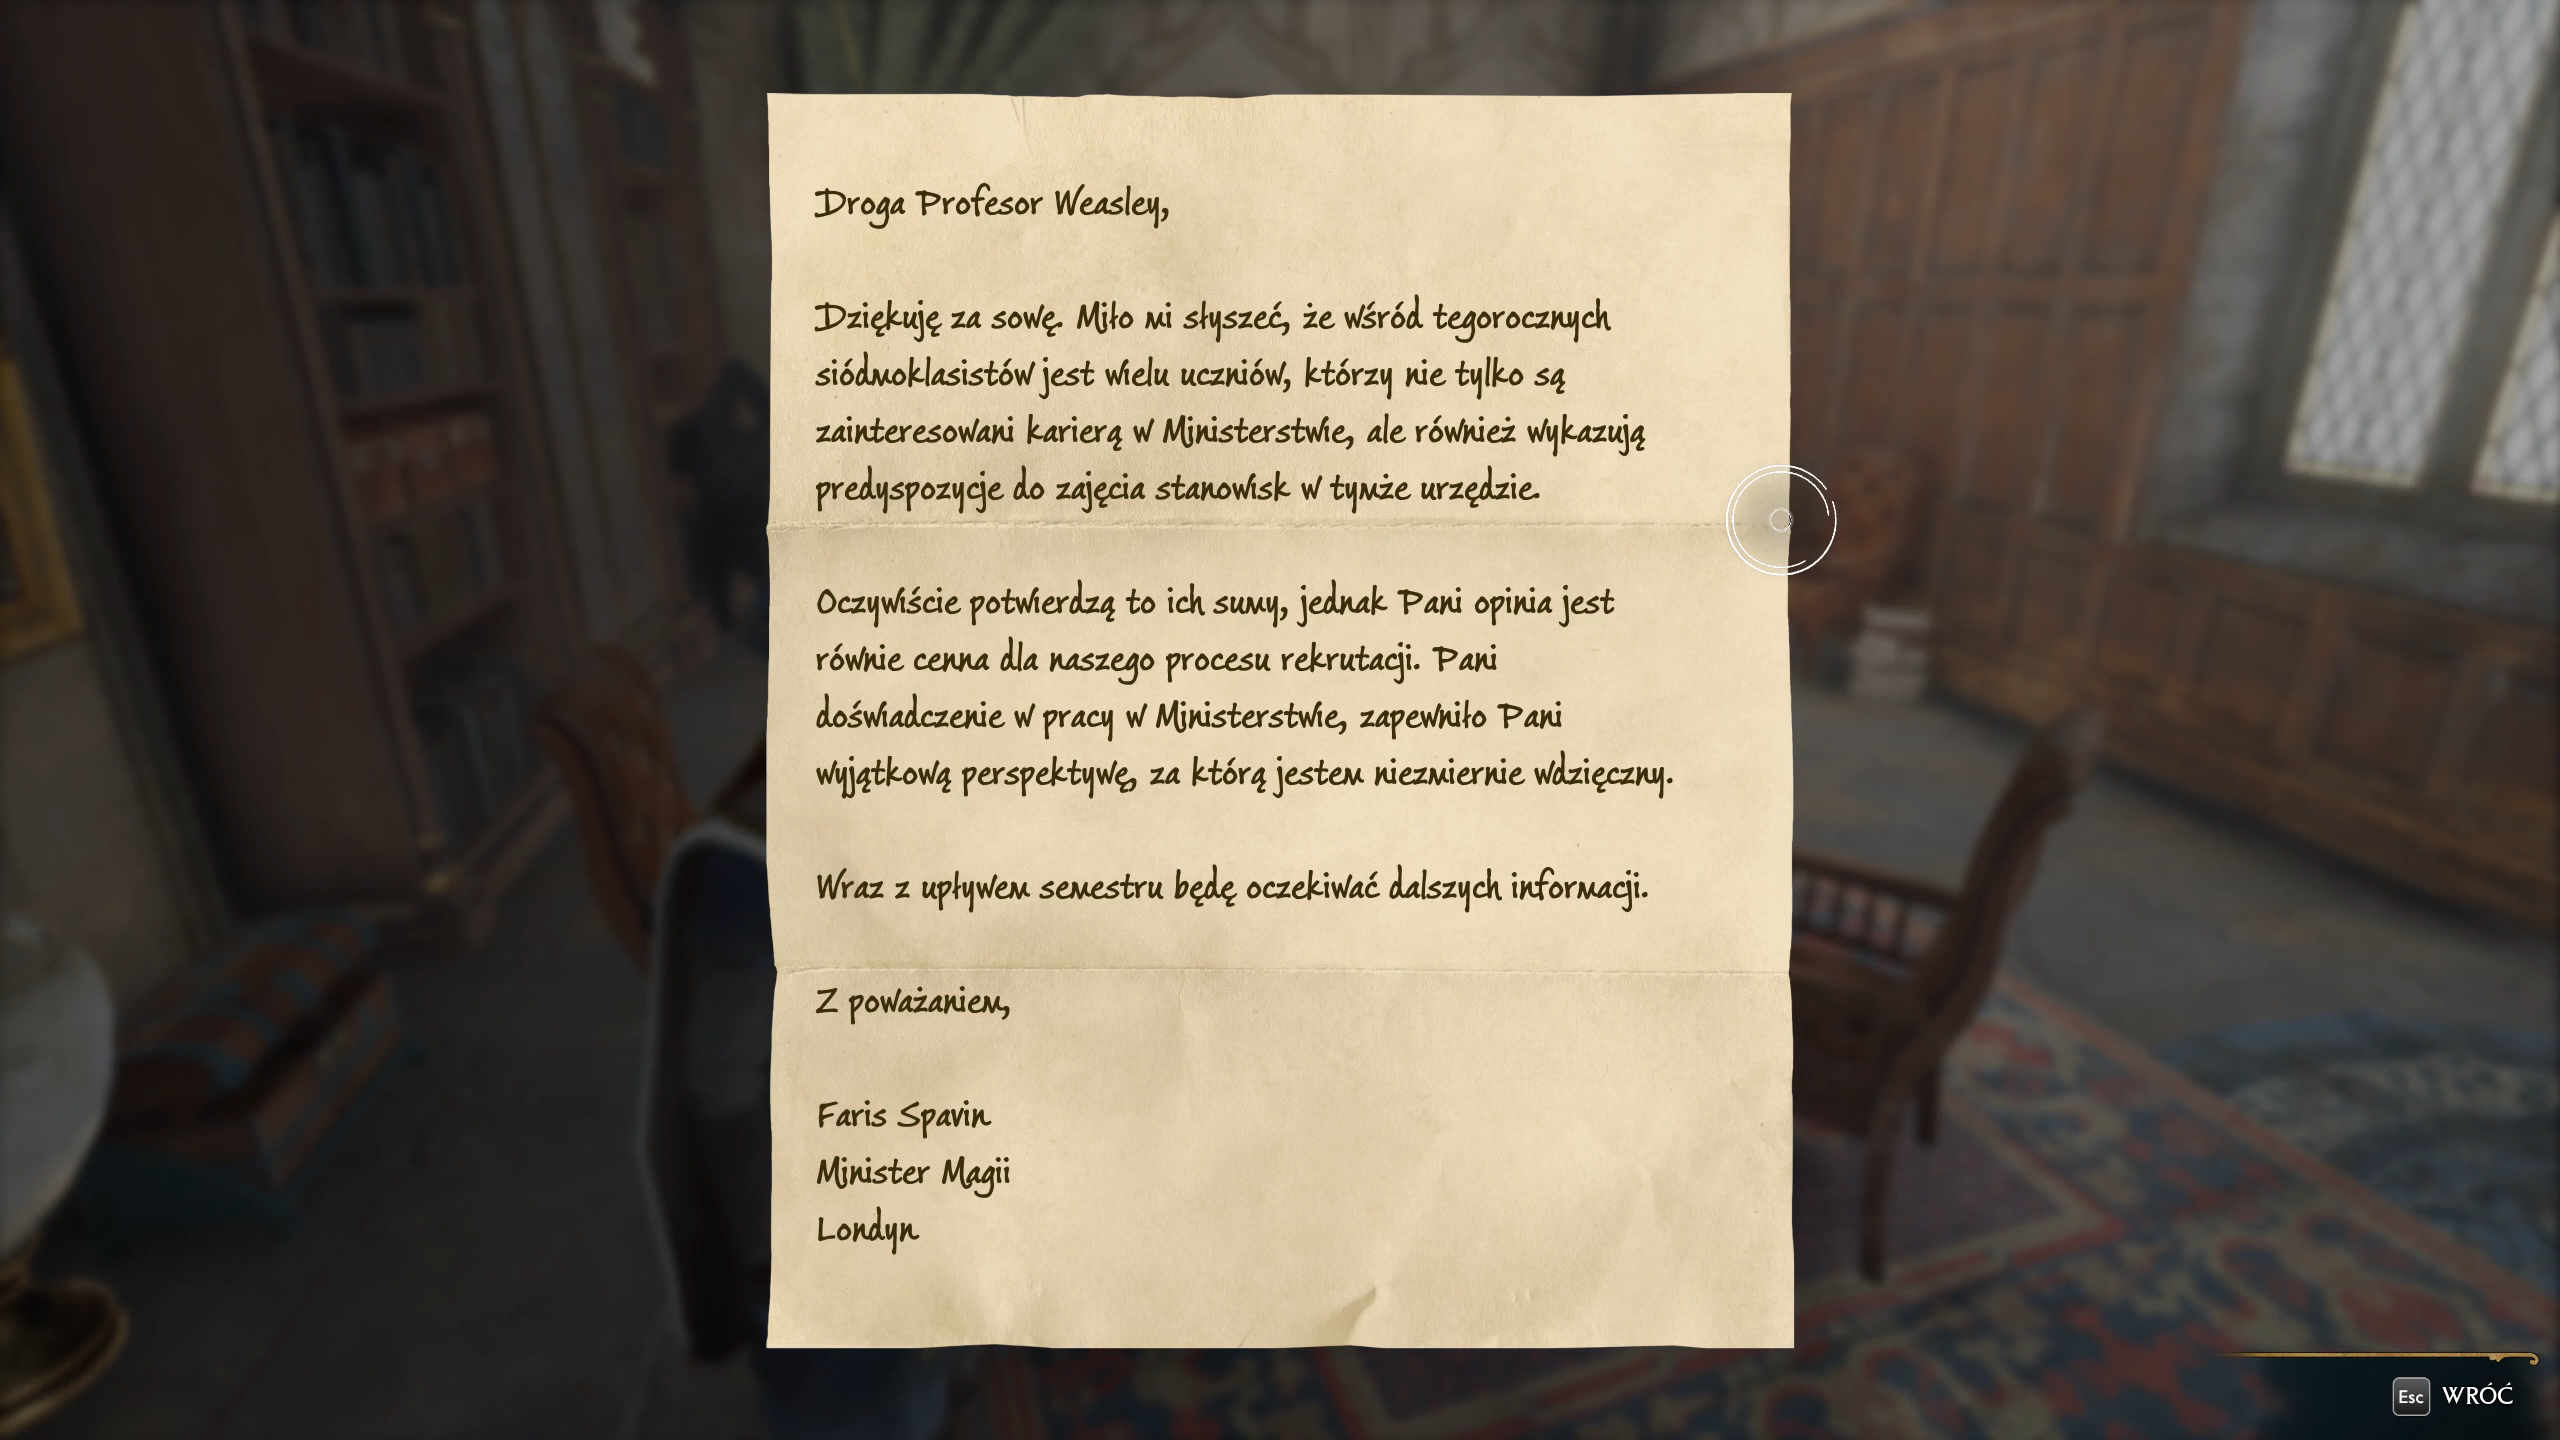 Droga Profesor Weasley,
Dziękuję za sowę. Miło mi słyszeć, że wśród tegorocznych
siódmoklasistów jest wielu uczniów, którzy nie tylko są
zainteresowani karierą w Ministerstwie, ale również wykazują
predyspozycje do zajęcia stanowisk w tymże urzędzie.
Oczywiście potwierdzą to ich sumy, jednak Pani opinia jest
równie cenna dla naszego procesu rekrutacji. Pani
doświadczenie w pracy w Ministerstwie, zapewniło Pani
wyjątkową perspektywę, za którą jestem niezmiernie wdzięczny.
Wraz z upływem semestru będę oczekiwać dalszych informacji.
Z poważaniem,
Faris Spavin
Minister Magii
Londyn
Esc WRÓĆ